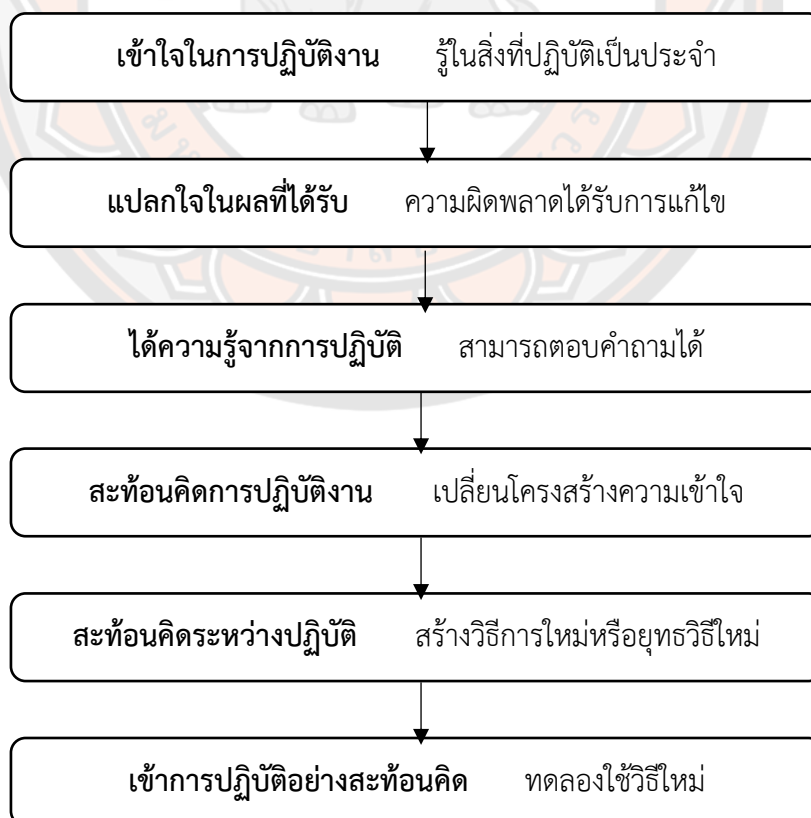 เข้าใจในการปฏิบัติงาน รู้ในสิ่งที่ปฏิบัติเป็นประจำ
แปลกใจในผลที่ได้รับ ความผิดพลาดได้รับการแก้ไข
ได้ความรู้จากการปฏิบัติ สามารถตอบคำถามได้
สะท้อนคิดการปฏิบัติงาน เปลี่ยนโครงสร้างความเข้าใจ
สะท้อนคิดระหว่างปฏิบัติ สร้างวิธีการใหม่หรือยุทธวิธีใหม่
เข้าการปฏิบัติอย่างสะท้อนคิด ทดลองใช้วิธีใหม่